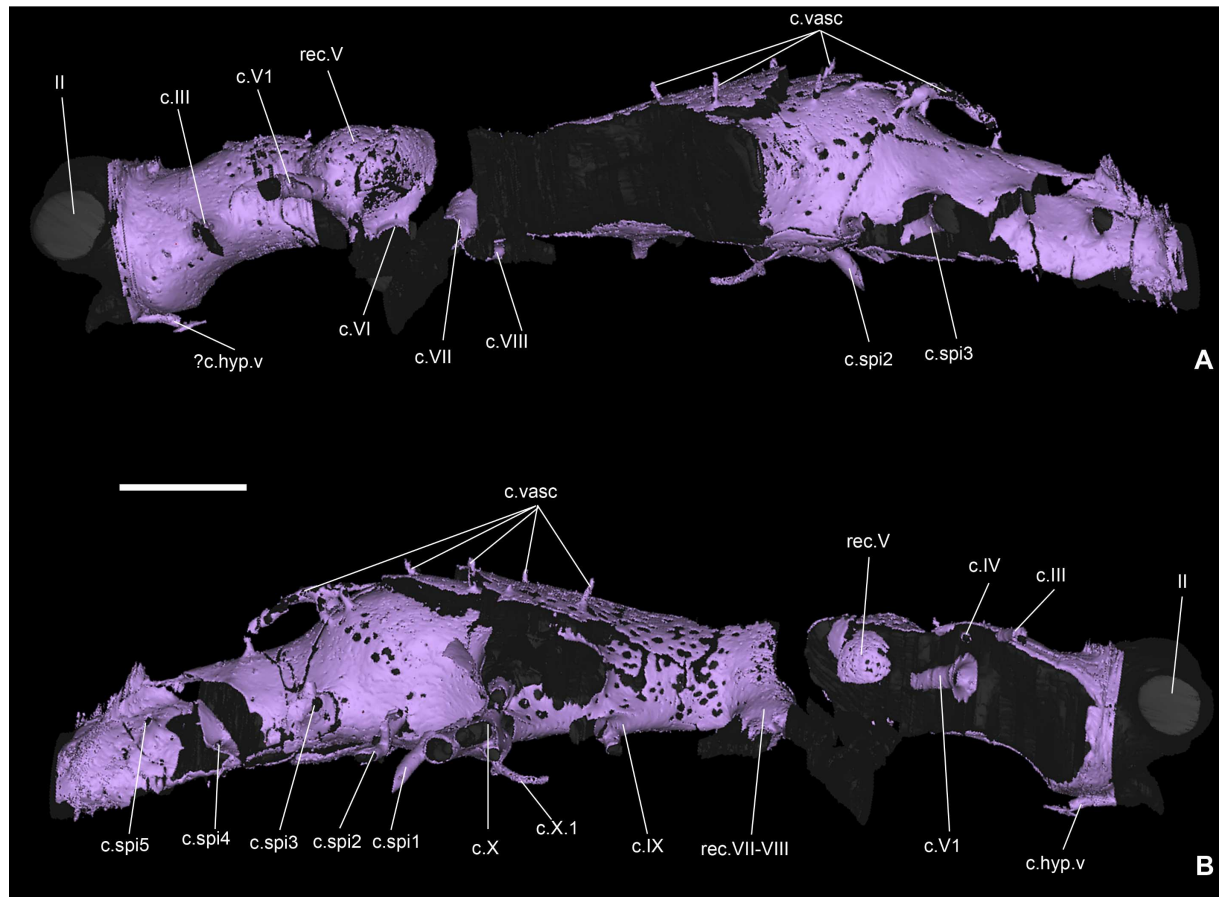 c.vasc
rec.V
c.V1
II
c.III
c.VI
c.VII
c.VIII
c.spi2
c.spi3
?c.hyp.v
A
c.vasc
rec.V
c.IV
c.III
II
c.spi5
c.spi4
c.spi3
c.spi2
c.spi1
c.X
c.X.1
c.IX
rec.VII-VIII
c.V1
c.hyp.v
B